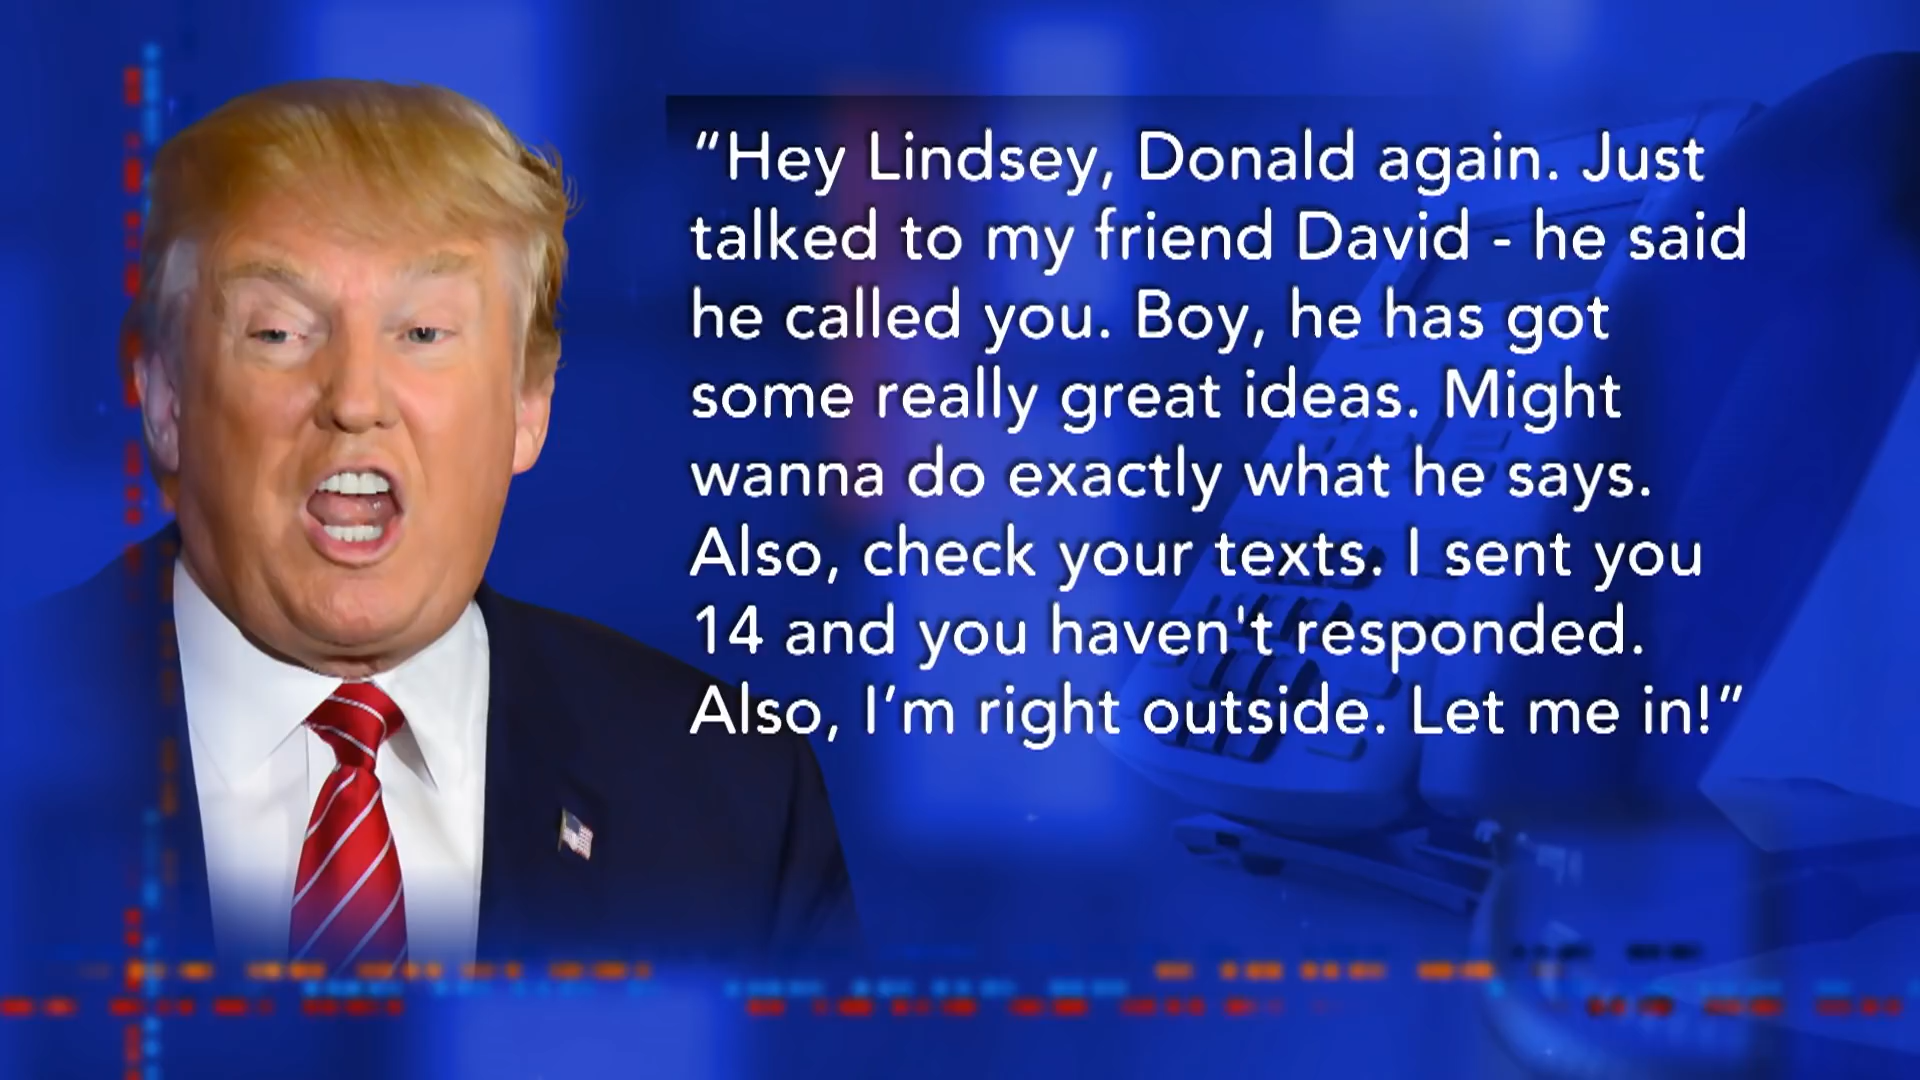 “Hey Lindsey, Donald again. Just
talked to my friend David - he said
he called you. Boy, he has got
some really great ideas. Might
wanna do exactly what he says.
Also, check your texts. I sent you
14 and you haven't responded.
Also, I’m right outside. Let me in!”